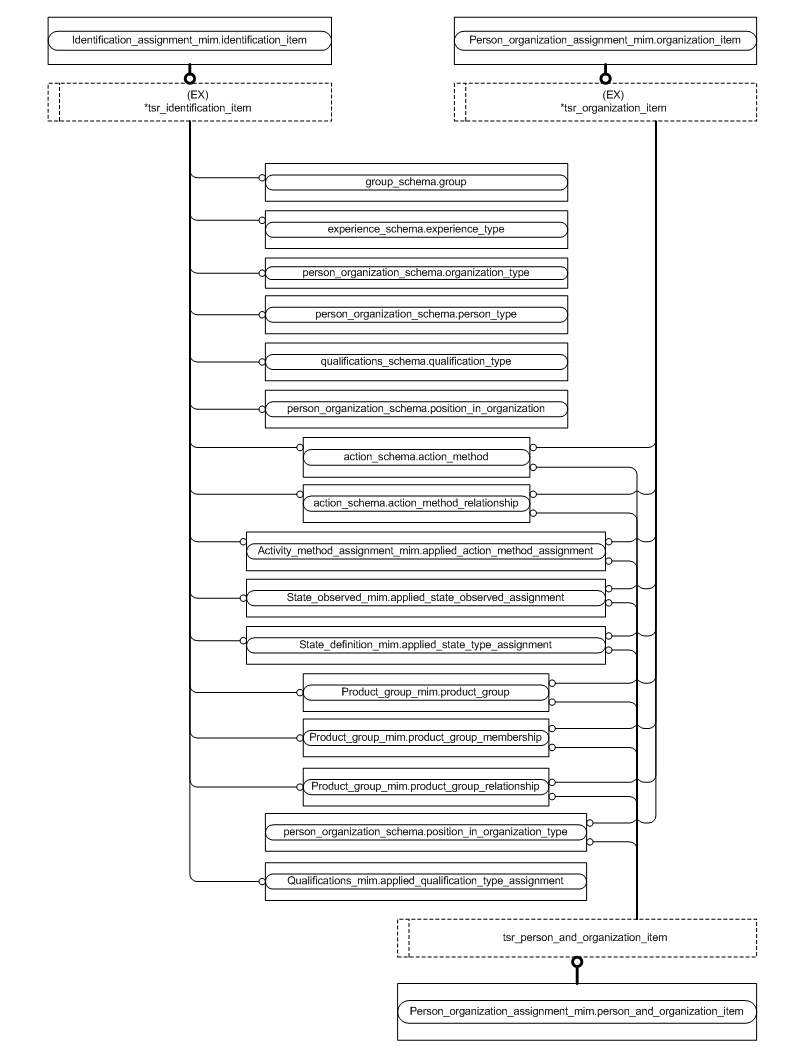 Identification_assignment_mim.identification_item
Person_organization_assignment_mim.organization_item
(EX)
*tsr_identification_item
(EX)
*tsr_organization_item
group_schema.group
experience_schema.experience_type
person_organization_schema.organization_type
person_organization_schema.person_type
qualifications_schema.qualification_type
person_organization_schema.position_in_organization
action_schema.action_method
action_schema.action_method_relationship
Activity_method_assignment_mim.applied_action_method_assignment
State_observed_mim.applied_state_observed_assignment
State_definition_mim.applied_state_type_assignment
Product_group_mim.product_group
Product_group_mim.product_group_membership
Product_group_mim.product_group_relationship
person_organization_schema.position_in_organization_type
Qualifications_mim.applied_qualification_type_assignment
tsr_person_and_organization_item
Person_organization_assignment_mim.person_and_organization_item